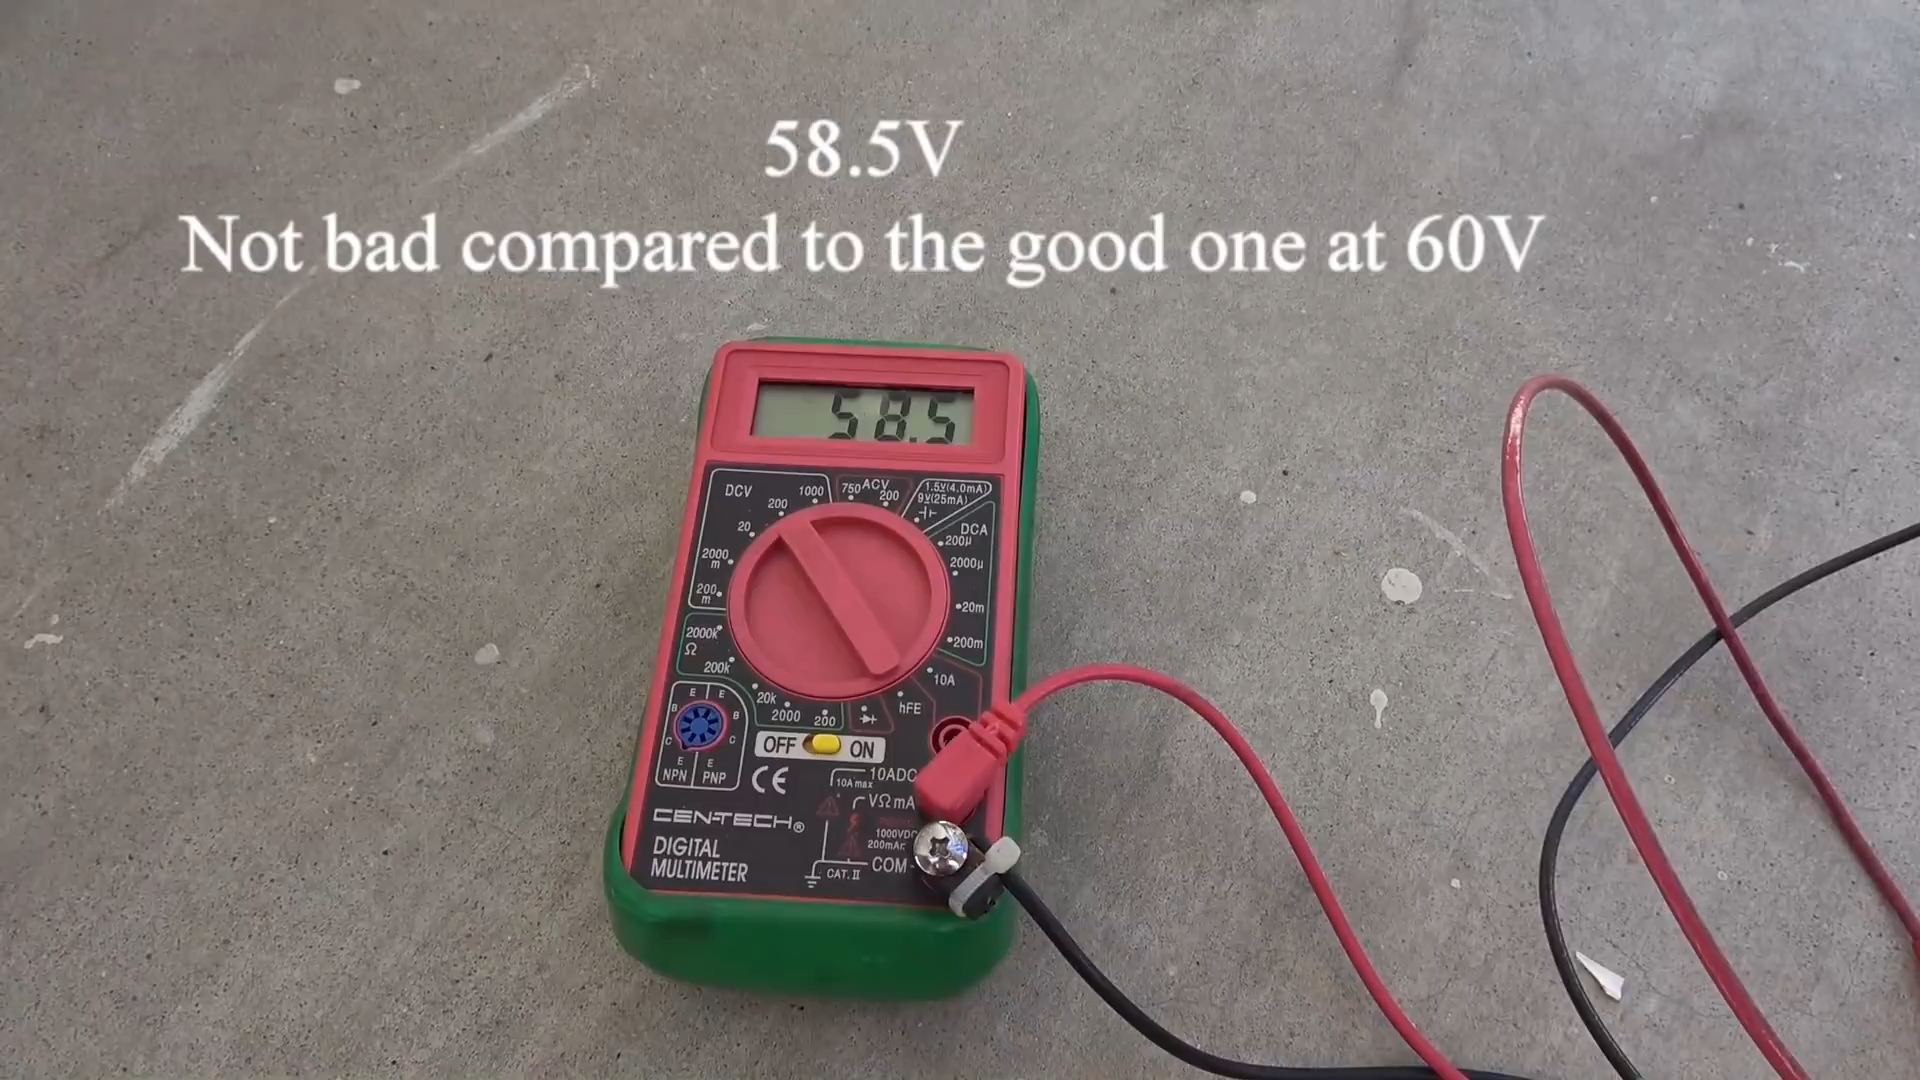 58.5V
Not bad compared to the good one at 60V
58.5
DCV
1000
750
ACV
200
1.5V(4.0mA)
9V(25mA)
200
20
DCA
200µ
2000
m
2000µ
200
m
20m
2000k
Ω
200m
200k
10A
20k
hFE
2000
200
E E
B B
C C
E E
NPN PNP
OFF ON
CE
10ADC
10A max
VΩmA
1000VDC
200mA
CEN-TECH®
DIGITAL
MULTIMETER
CAT. II
COM